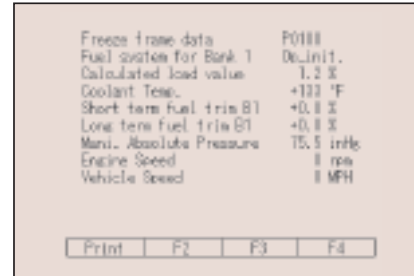 Freeze frame data P0100
Fuel system for Bank 1 Op_init.
Calculated load value 1.2 %
Coolant Temp. +133 °F
Short term fuel trim B1 +0.0 %
Long term fuel trim B1 +0.0 %
Mani. Absolute Pressure 75.5 inHg
Engine Speed 0 rpm
Vehicle Speed 0 MPH
Print F2 F3 F4